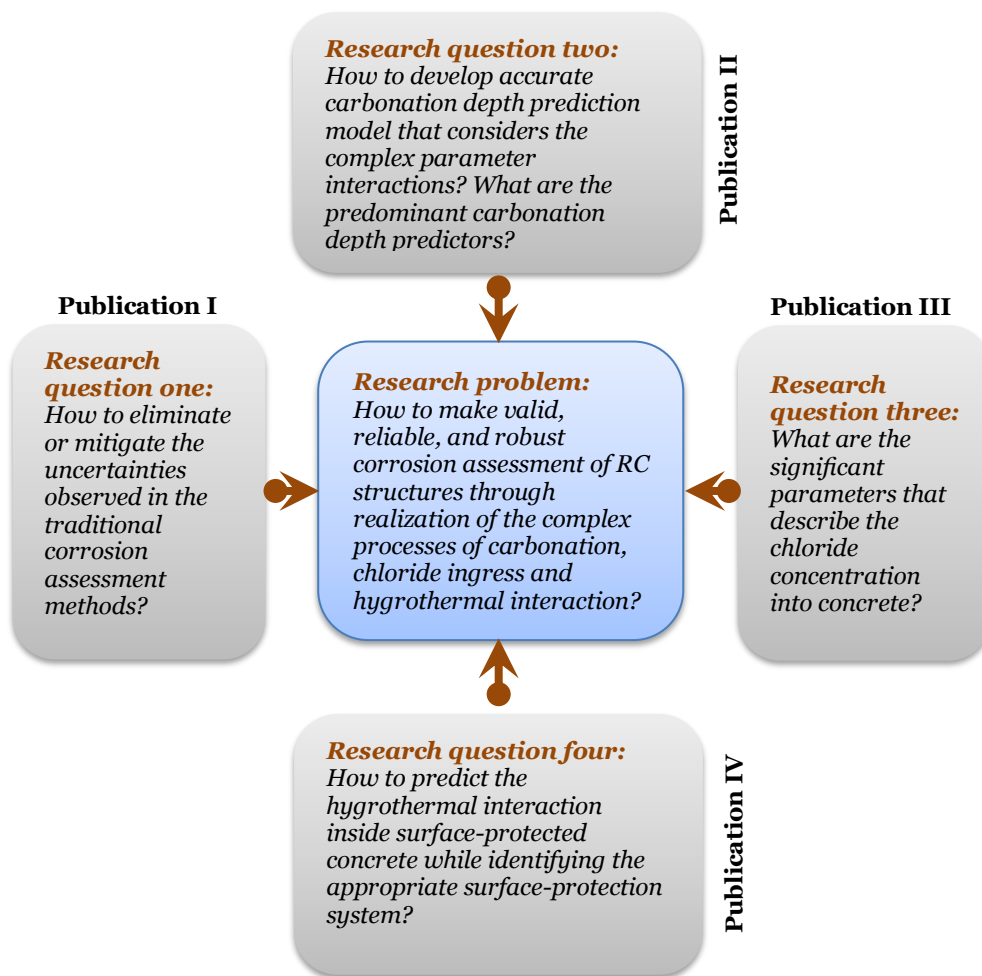 Research question two:
How to develop accurate
carbonation depth prediction
model that considers the
complex parameter
interactions? What are the
predominant carbonation
depth predictors?
Publication II
Publication I
Research
question one:
How to eliminate
or mitigate the
uncertainties
observed in the
traditional
corrosion
assessment
methods?
Research problem:
How to make valid,
reliable, and robust
corrosion assessment of RC
structures through
realization of the complex
processes of carbonation,
chloride ingress and
hygrothermal interaction?
Publication III
Research
question three:
What are the
significant
parameters that
describe the
chloride
concentration
into concrete?
Research question four:
How to predict the
hygrothermal interaction
inside surface-protected
concrete while identifying the
appropriate surface-protection
system?
Publication IV